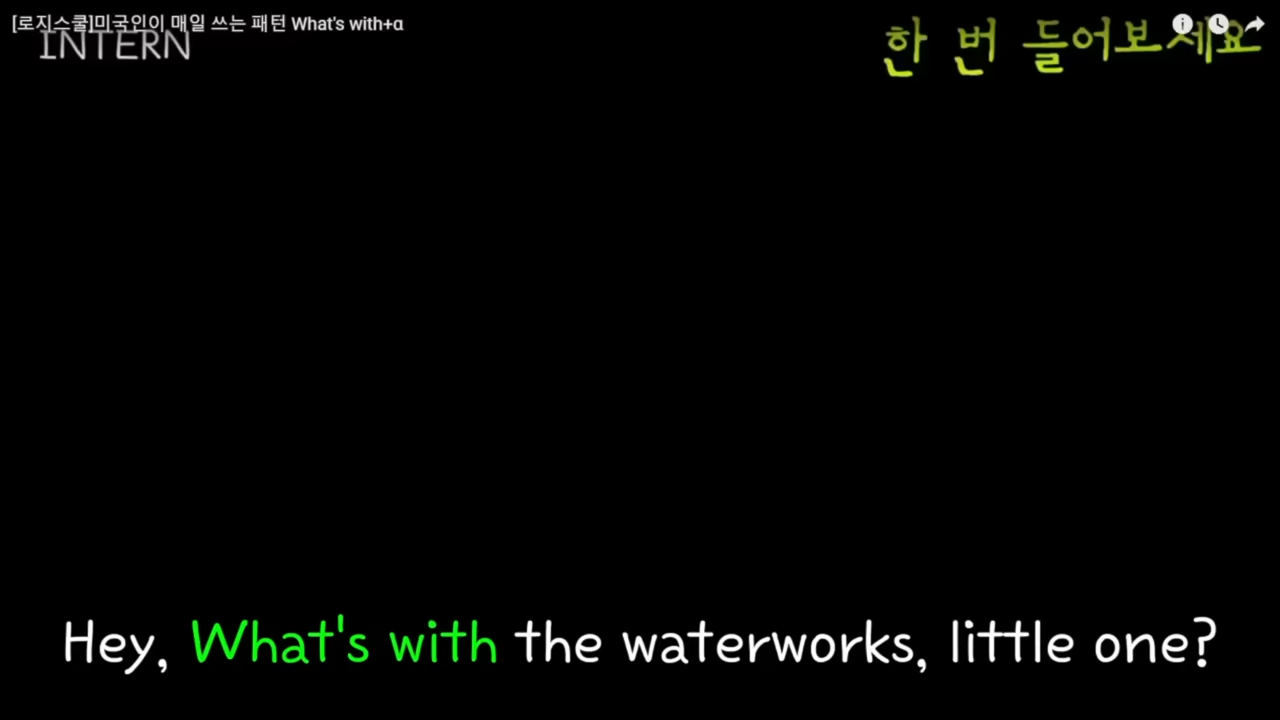 [로지스쿨]미국인이 매일 쓰는 패턴 What's with+α
INTERN
한 번 들어보세요
Hey, What's with the waterworks, little one?